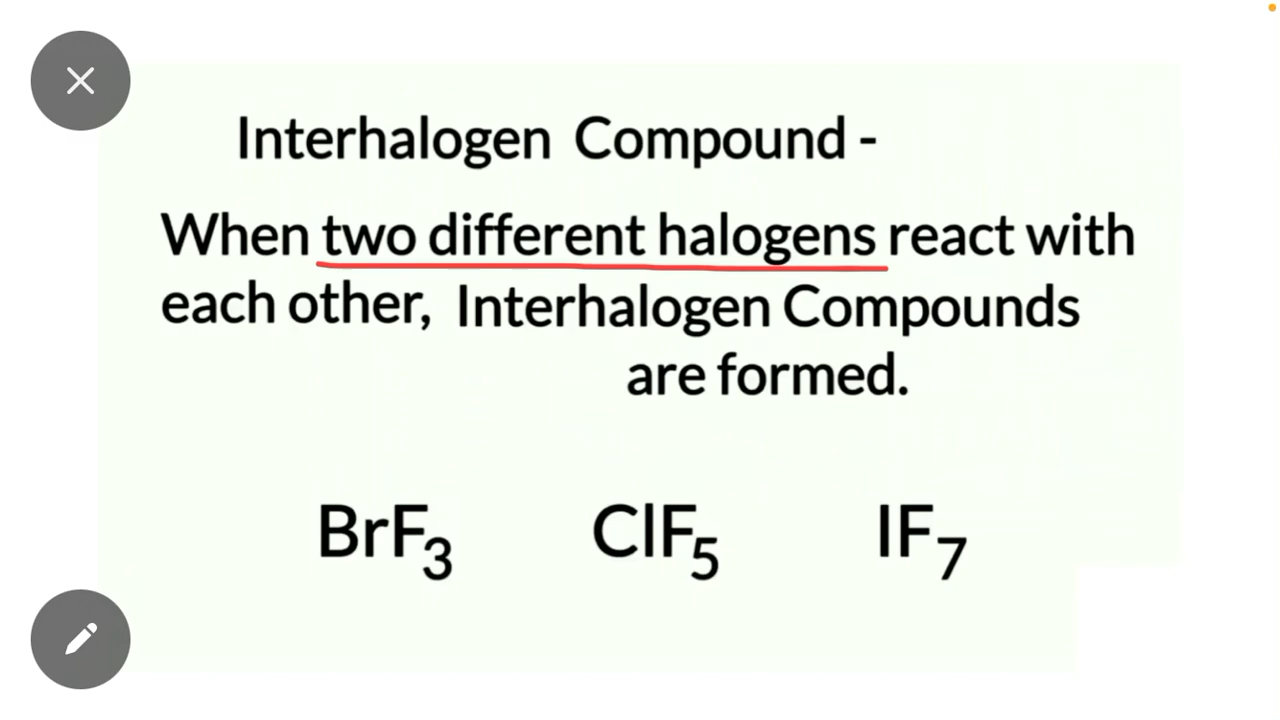 Interhalogen Compound -
When two different halogens react with
each other, Interhalogen Compounds
are formed.
BrF₃ ClF₅ IF₇